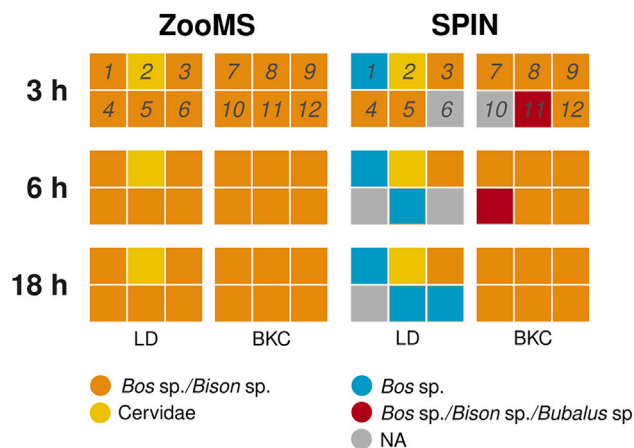 ZooMS SPIN
3 h
1 2 3 7 8 9 1 2 3 7 8 9
4 5 6 10 11 12 4 5 6 10 11 12
6 h
18 h
LD BKC LD BKC
Bos sp./Bison sp. Bos sp.
Cervidae Bos sp./Bison sp./Bubalus sp
NA